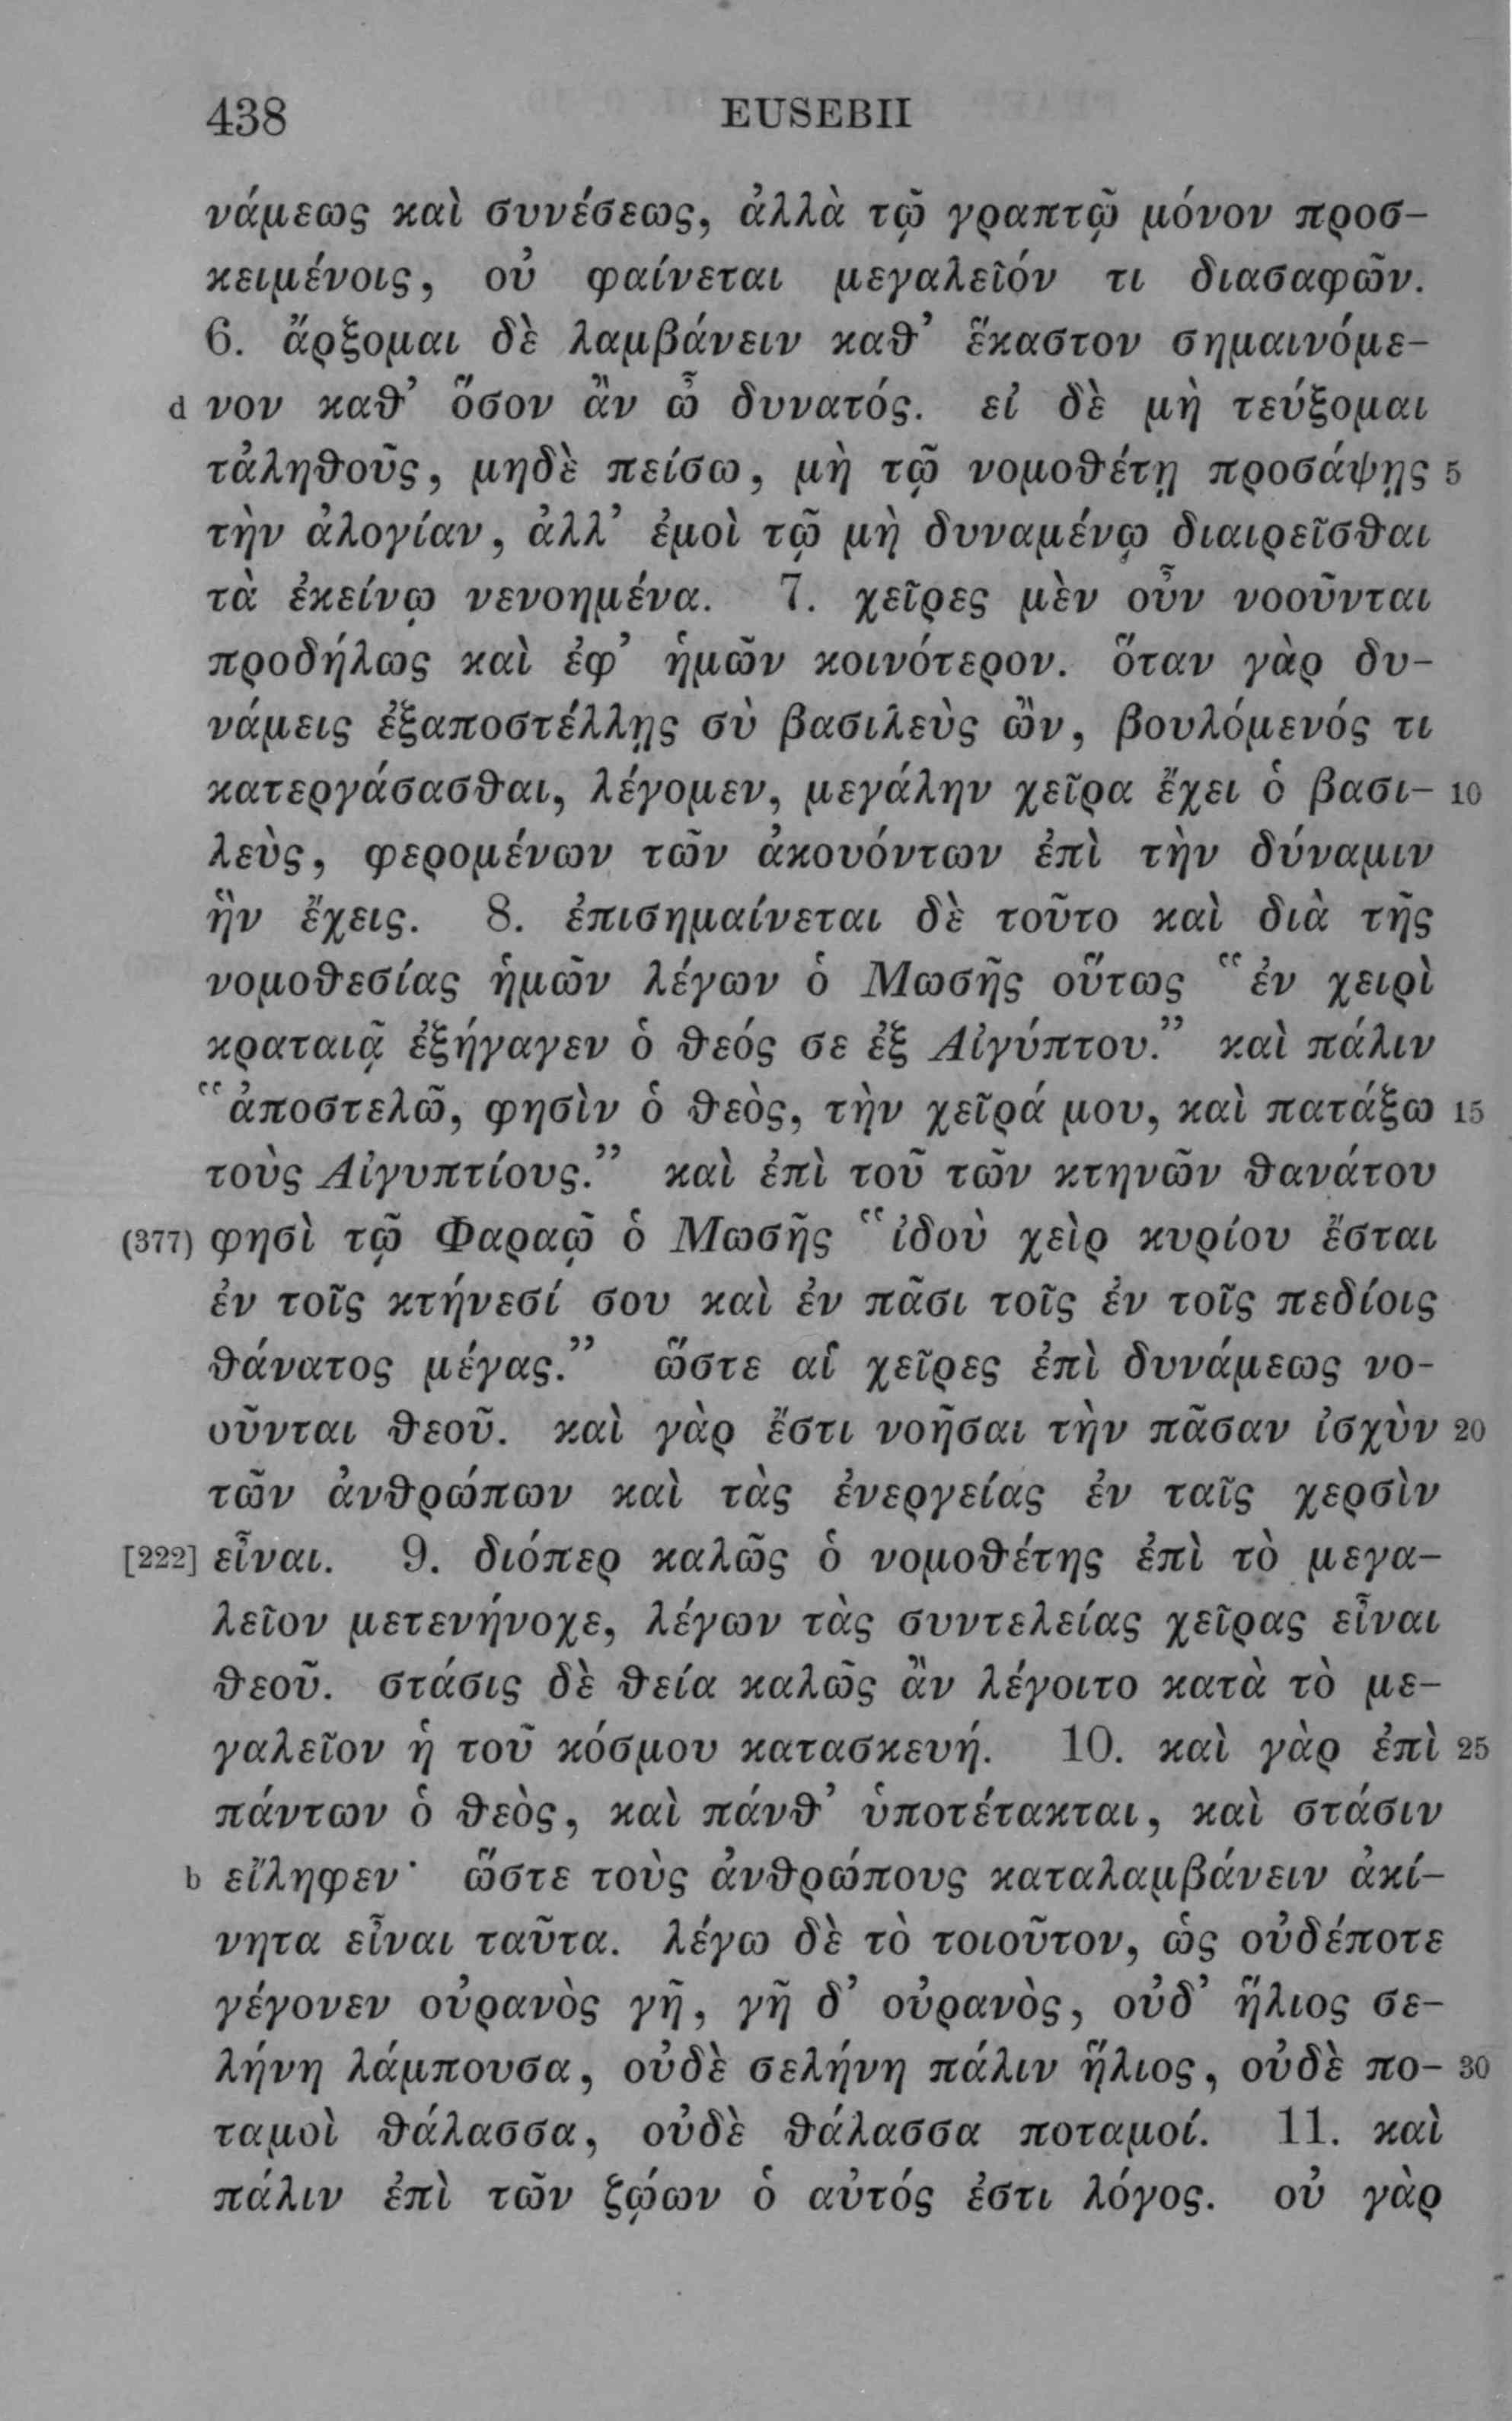 438 EUSEBII
νάμεως καὶ συνέσεως, ἀλλὰ τῷ γραπτῷ μόνον προσ-
κειμένοις, οὐ φαίνεται μεγαλεῖόν τι διασαφῶν.
6. ἄρξομαι δὲ λαμβάνειν καθ’ ἕκαστον σημαινόμε-
d νον καθ’ ὅσον ἂν ὦ δυνατός. εἰ δὲ μὴ τεύξομαι
τἀληθοῦς, μηδὲ πείσω, μὴ τῷ νομοθέτῃ προσάψῃς 5
τὴν ἀλογίαν, ἀλλ’ ἐμοὶ τῷ μὴ δυναμένῳ διαιρεῖσθαι
τὰ ἐκείνῳ νενοημένα. 7. χεῖρες μὲν οὖν νοοῦνται
προδήλως καὶ ἐφ’ ἡμῶν κοινότερον. ὅταν γὰρ δυ-
νάμεις ἐξαποστέλλῃς σὺ βασιλεὺς ὢν, βουλόμενός τι
κατεργάσασθαι, λέγομεν, μεγάλην χεῖρα ἔχει ὁ βασι- 10
λεὺς, φερομένων τῶν ἀκουόντων ἐπὶ τὴν δύναμιν
ἣν ἔχεις. 8. ἐπισημαίνεται δὲ τοῦτο καὶ διὰ τῆς
νομοθεσίας ἡμῶν λέγων ὁ Μωσῆς οὕτως “ἐν χειρὶ
κραταιᾷ ἐξήγαγεν ὁ θεός σε ἐξ Αἰγύπτου.” καὶ πάλιν
“ἀποστελῶ, φησὶν ὁ θεὸς, τὴν χεῖρά μου, καὶ πατάξω 15
τοὺς Αἰγυπτίους.” καὶ ἐπὶ τοῦ τῶν κτηνῶν θανάτου
(377) φησὶ τῷ Φαραῷ ὁ Μωσῆς “ἰδοὺ χεὶρ κυρίου ἔσται
ἐν τοῖς κτήνεσί σου καὶ ἐν πᾶσι τοῖς ἐν τοῖς πεδίοις
θάνατος μέγας.” ὥστε αἱ χεῖρες ἐπὶ δυνάμεως νο-
οῦνται θεοῦ. καὶ γὰρ ἔστι νοῆσαι τὴν πᾶσαν ἰσχὺν 20
τῶν ἀνθρώπων καὶ τὰς ἐνεργείας ἐν ταῖς χερσὶν
[222] εἶναι. 9. διόπερ καλῶς ὁ νομοθέτης ἐπὶ τὸ μεγα-
λεῖον μετενήνοχε, λέγων τὰς συντελείας χεῖρας εἶναι
θεοῦ. στάσις δὲ θεία καλῶς ἂν λέγοιτο κατὰ τὸ με-
γαλεῖον ἡ τοῦ κόσμου κατασκευή. 10. καὶ γὰρ ἐπὶ 25
πάντων ὁ θεὸς, καὶ πάνθ’ ὑποτέτακται, καὶ στάσιν
b εἴληφεν· ὥστε τοὺς ἀνθρώπους καταλαμβάνειν ἀκί-
νητα εἶναι ταῦτα. λέγω δὲ τὸ τοιοῦτον, ὡς οὐδέποτε
γέγονεν οὐρανὸς γῆ, γῆ δ’ οὐρανὸς, οὐδ’ ἥλιος σε-
λήνη λάμπουσα, οὐδὲ σελήνη πάλιν ἥλιος, οὐδὲ πο- 30
ταμοὶ θάλασσα, οὐδὲ θάλασσα ποταμοί. 11. καὶ
πάλιν ἐπὶ τῶν ζῴων ὁ αὐτός ἐστι λόγος. οὐ γὰρ